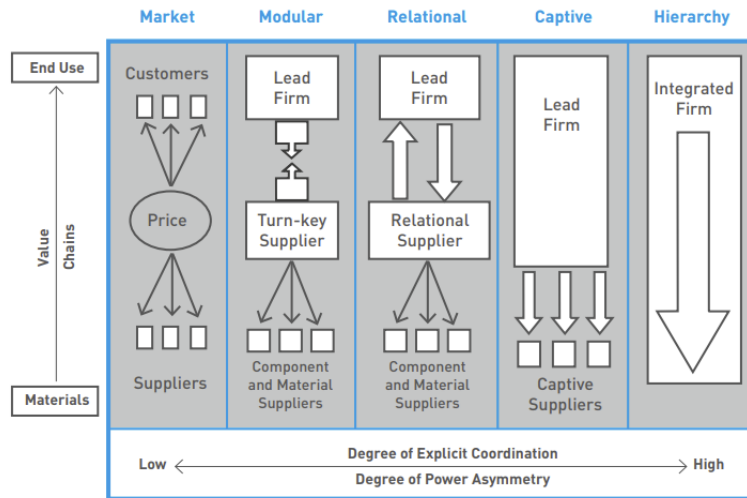 Market
Modular
Relational
Captive
Hierarchy
End Use
Value
Chains
Materials
Customers
Price
Suppliers
Lead
Firm
Turn-key
Supplier
Component
and Material
Suppliers
Lead
Firm
Relational
Supplier
Component
and Material
Suppliers
Lead
Firm
Captive
Suppliers
Integrated
Firm
Degree of Explicit Coordination
Low
High
Degree of Power Asymmetry